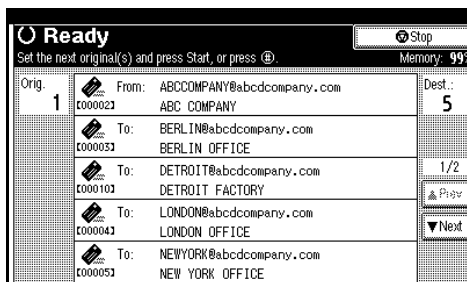 Ready
Stop
Set the next original(s) and press Start, or press (#).
Memory: 99%
Orig.
1
From: ABCCOMPANY@abcdcompany.com
[00002] ABC COMPANY
To: BERLIN@abcdcompany.com
[00003] BERLIN OFFICE
To: DETROIT@abcdcompany.com
[00010] DETROIT FACTORY
To: LONDON@abcdcompany.com
[00004] LONDON OFFICE
To: NEWYORK@abcdcompany.com
[00005] NEW YORK OFFICE
Dest.:
5
1/2
▲Prev
▼Next